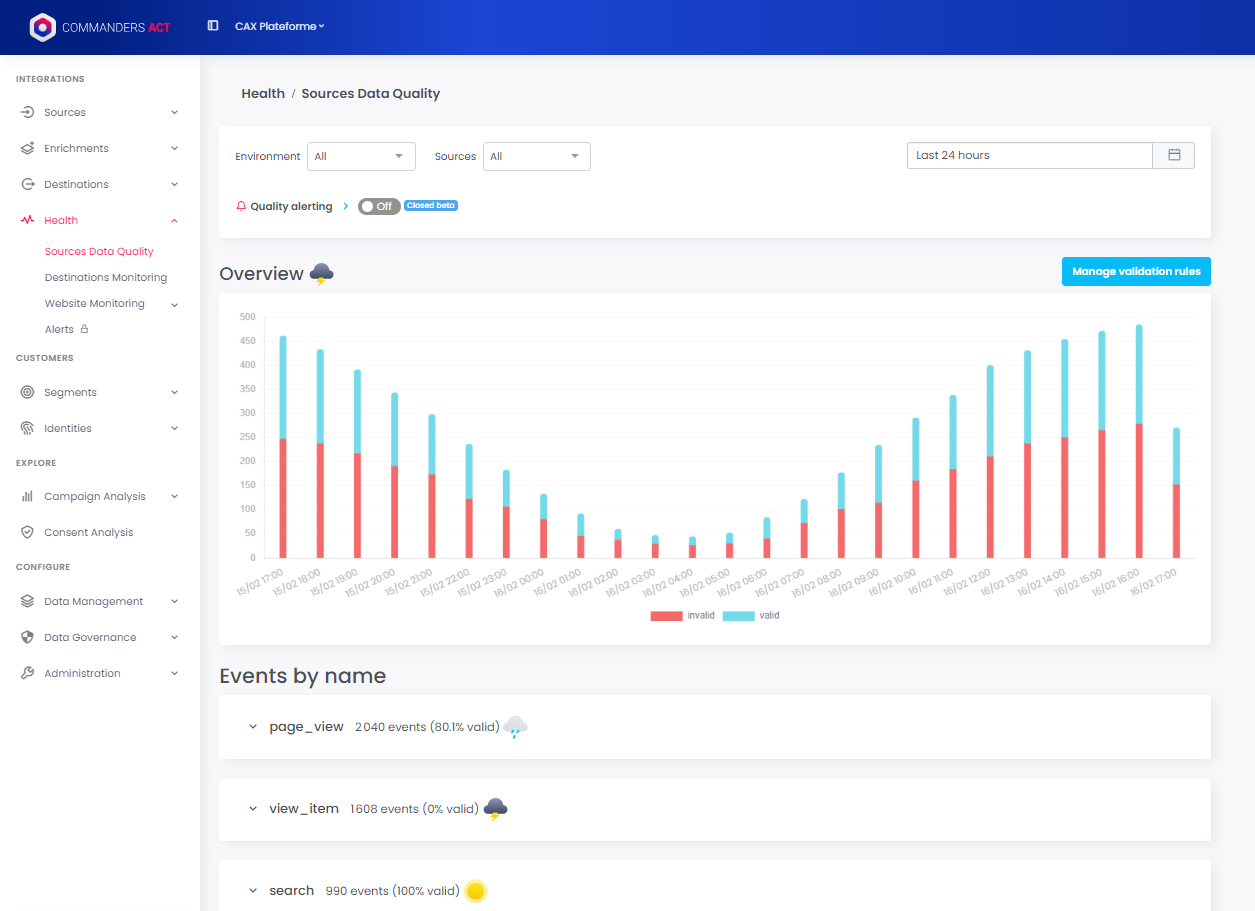 COMMANDERS ACT
CAX Plateforme
INTEGRATIONS
Sources
Enrichments
Destinations
Health
Sources Data Quality
Destinations Monitoring
Website Monitoring
Alerts
CUSTOMERS
Segments
Identities
EXPLORE
Campaign Analysis
Consent Analysis
CONFIGURE
Data Management
Data Governance
Administration
Health / Sources Data Quality
Environment All Sources All Last 24 hours
Quality alerting Off Closed beta
Overview
Manage validation rules
500
450
400
350
300
250
200
150
100
50
0
15/02 17:00 15/02 18:00 15/02 19:00 15/02 20:00 15/02 21:00 15/02 22:00 15/02 23:00 16/02 00:00 16/02 01:00 16/02 02:00 16/02 03:00 16/02 04:00 16/02 05:00 16/02 06:00 16/02 07:00 16/02 08:00 16/02 09:00 16/02 10:00 16/02 11:00 16/02 12:00 16/02 13:00 16/02 14:00 16/02 15:00 16/02 16:00 16/02 17:00
invalid valid
Events by name
page_view 2 040 events (80.1% valid)
view_item 1 608 events (0% valid)
search 990 events (100% valid)